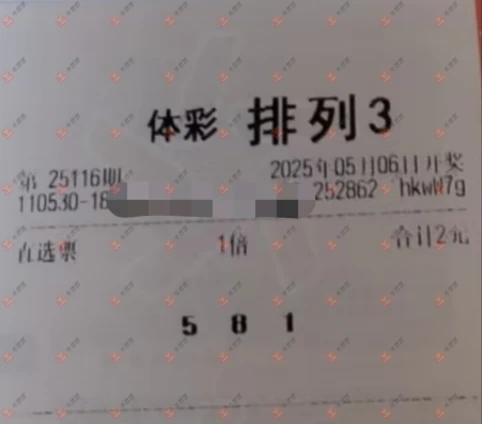 体彩 排列3
第 25116期 2025年05月06日开奖
110530-18 252862 hkwW7g
直选票 1倍 合计2元
5 8 1